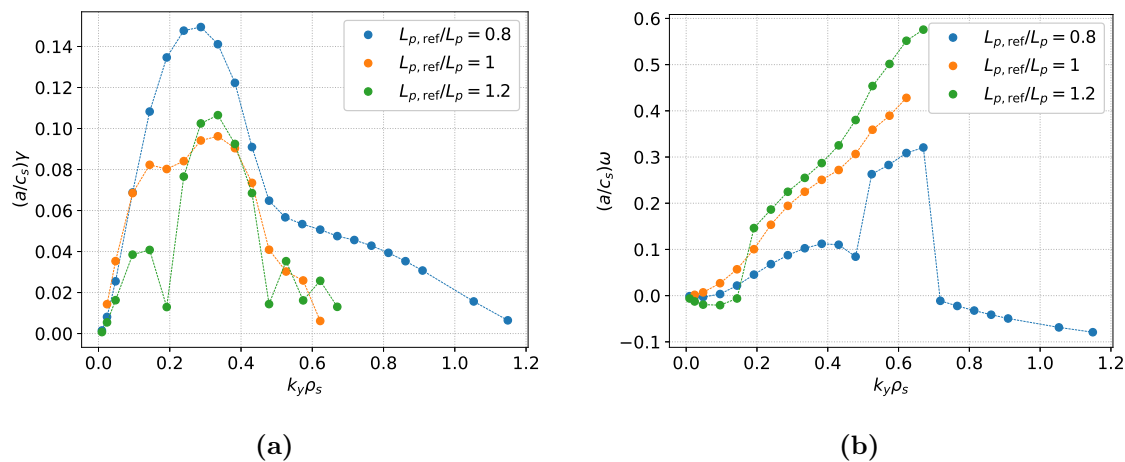 0.14
0.12
0.10
0.08
0.06
0.04
0.02
0.00
(a/c_s)γ
0.0 0.2 0.4 0.6 0.8 1.0 1.2
k_yρ_s
L_{p, ref}/L_p = 0.8
L_{p, ref}/L_p = 1
L_{p, ref}/L_p = 1.2
(a)
0.6
0.5
0.4
0.3
0.2
0.1
0.0
−0.1
(a/c_s)ω
0.0 0.2 0.4 0.6 0.8 1.0 1.2
k_yρ_s
L_{p, ref}/L_p = 0.8
L_{p, ref}/L_p = 1
L_{p, ref}/L_p = 1.2
(b)